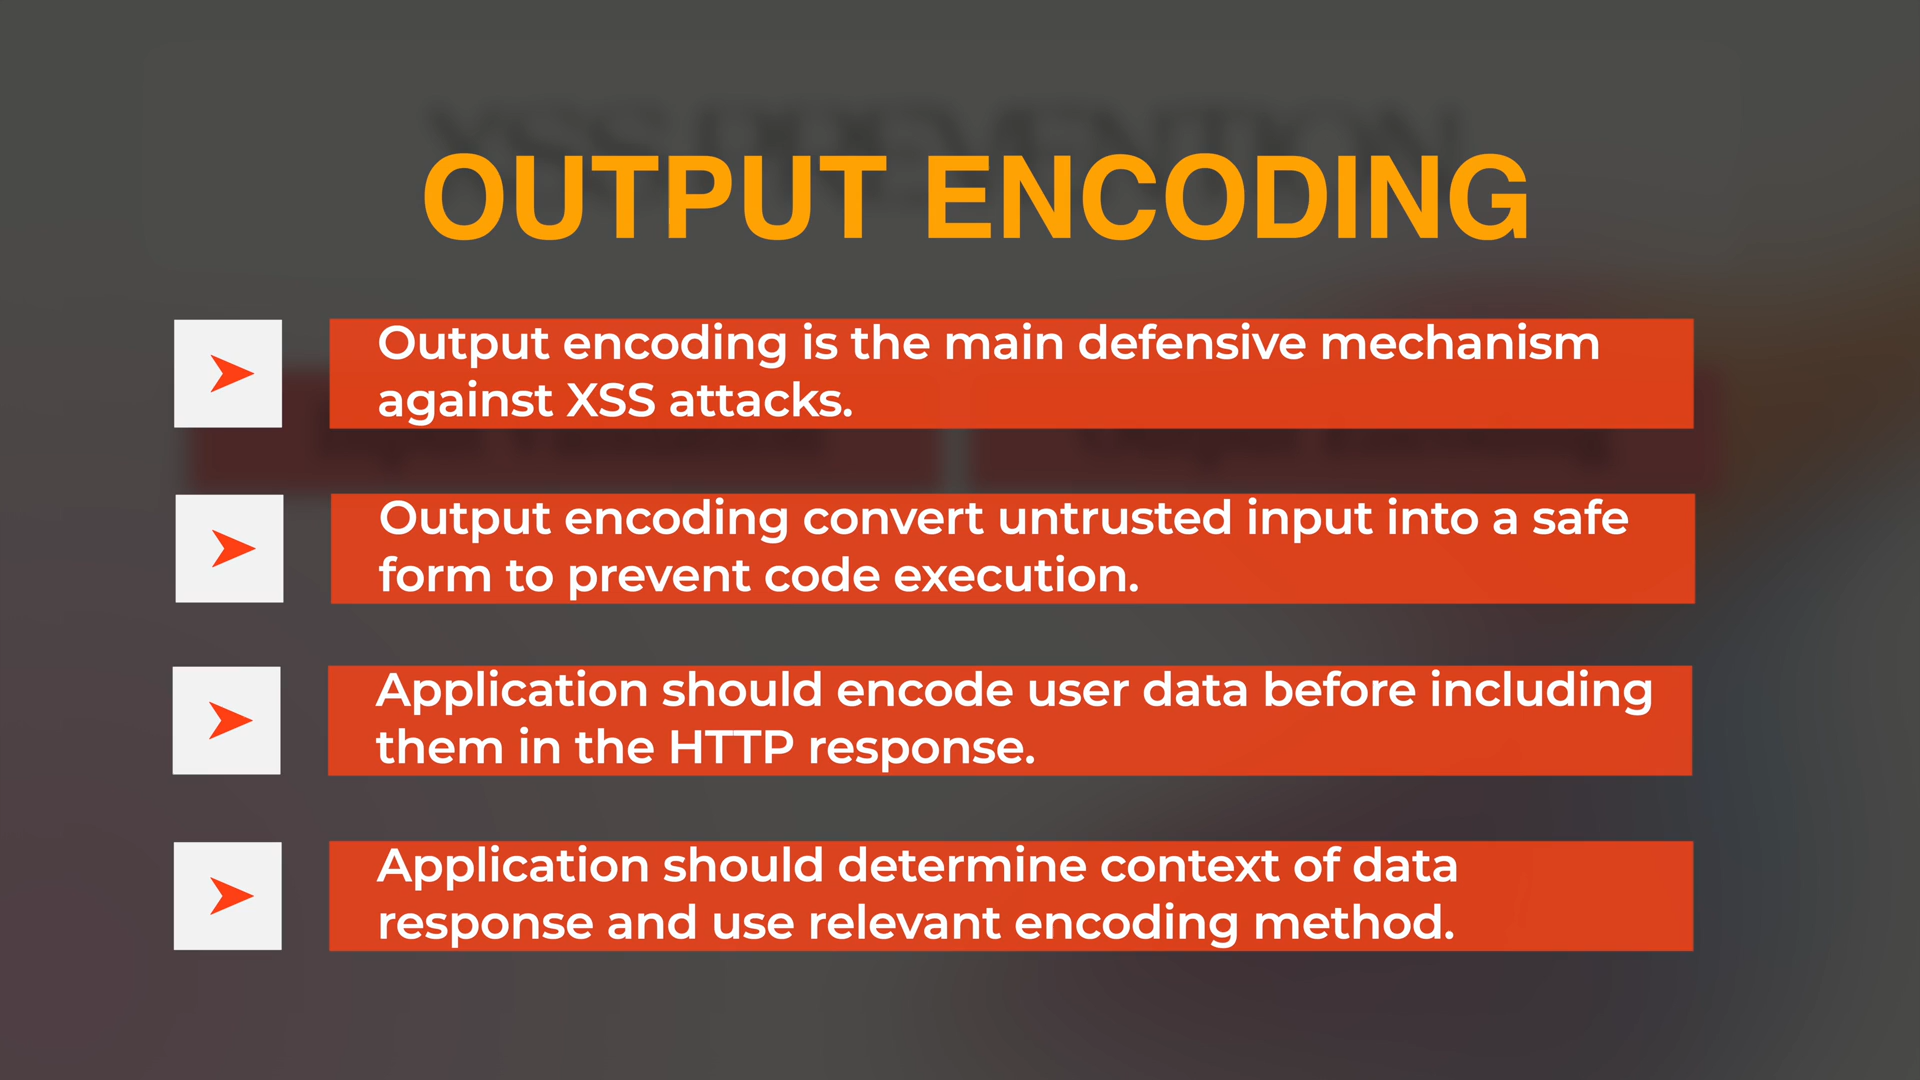 OUTPUT ENCODING
Output encoding is the main defensive mechanism
against XSS attacks.
Output encoding convert untrusted input into a safe
form to prevent code execution.
Application should encode user data before including
them in the HTTP response.
Application should determine context of data
response and use relevant encoding method.